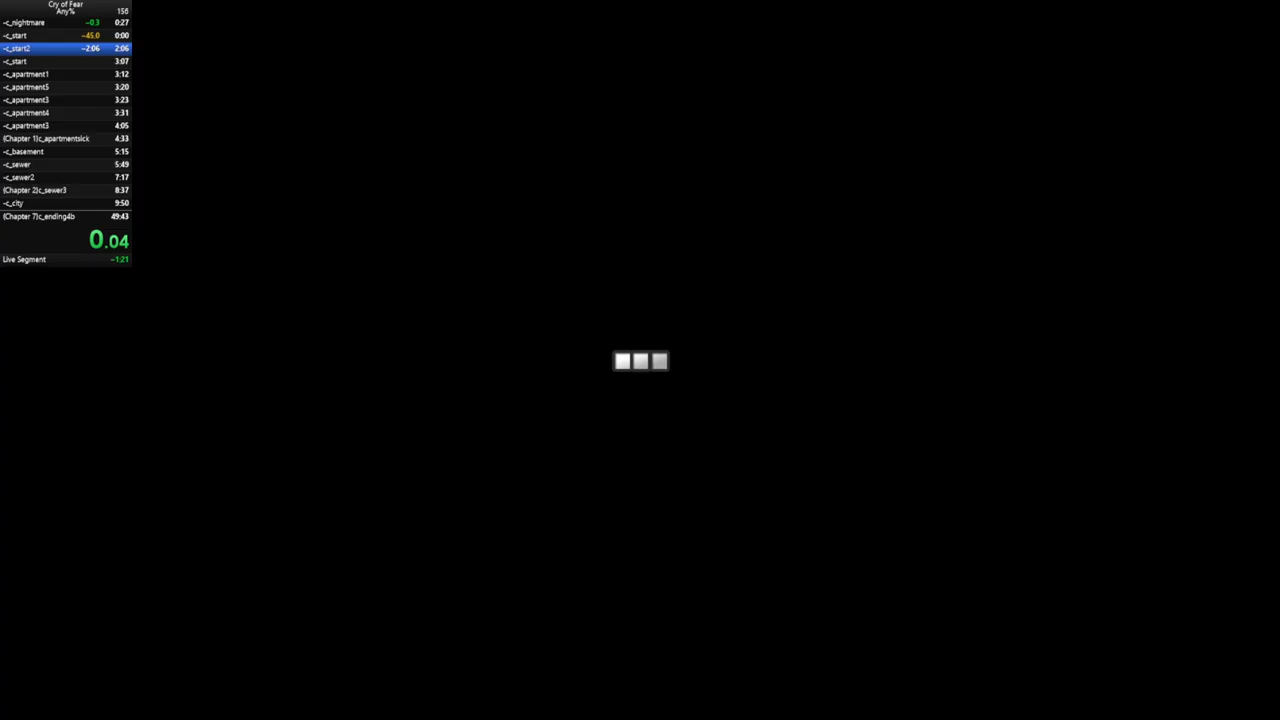 Cry of Fear
Any% 156
-c_nightmare −0.3 0:27
-c_start −45.0 0:00
-c_start2 −2:06 2:06
-c_start 3:07
-c_apartment1 3:12
-c_apartment5 3:20
-c_apartment3 3:23
-c_apartment4 3:31
-c_apartment3 4:05
(Chapter 1)c_apartmentsick 4:33
-c_basement 5:15
-c_sewer 5:49
-c_sewer2 7:17
(Chapter 2)c_sewer3 8:37
-c_city 9:50
(Chapter 7)c_ending4b 49:43
0.04
Live Segment −1:21